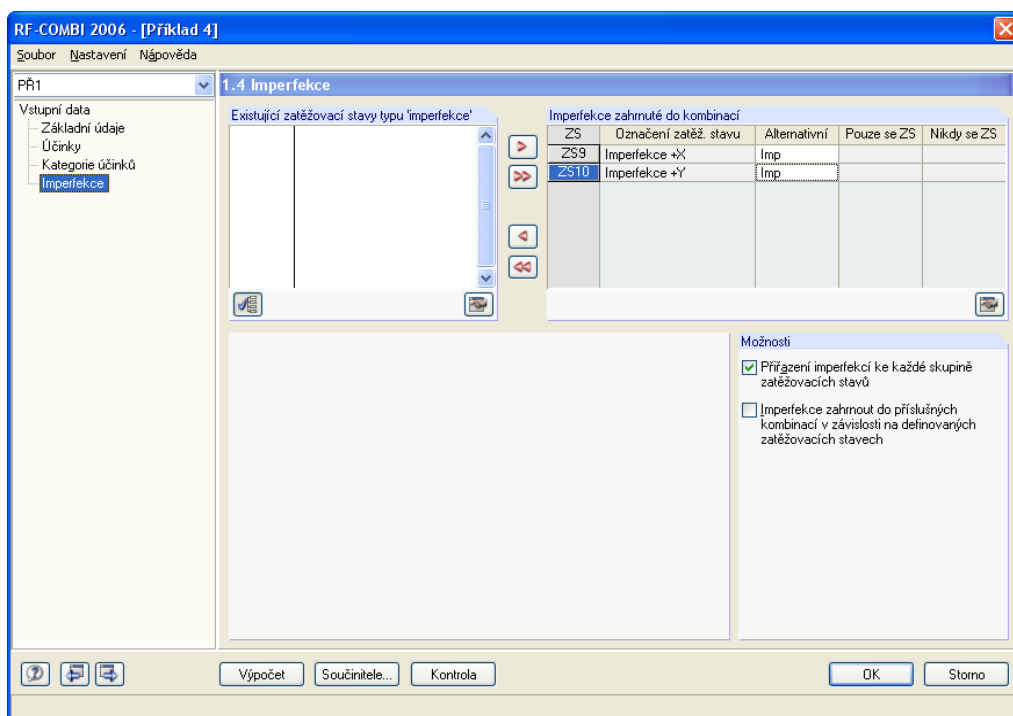 RF-COMBI 2006 - [Příklad 4]
Soubor Nastavení Nápověda
PŘ1
1.4 Imperfekce
Vstupní data
Základní údaje
Účinky
Kategorie účinků
Imperfekce
Existující zatěžovací stavy typu 'imperfekce'
Imperfekce zahrnuté do kombinací
ZS Označení zatěž. stavu Alternativní Pouze se ZS Nikdy se ZS
ZS9 Imperfekce +X Imp
ZS10 Imperfekce +Y Imp
Možnosti
Přiřazení imperfekcí ke každé skupině
zatěžovacích stavů
Imperfekce zahrnout do příslušných
kombinací v závislosti na definovaných
zatěžovacích stavech
Výpočet Součinitele... Kontrola OK Storno